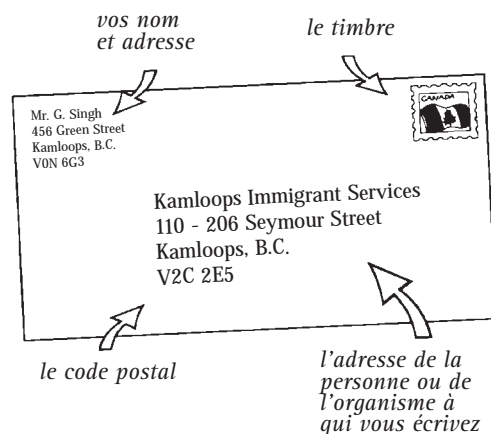 vos nom
et adresse
le timbre
CANADA
Mr. G. Singh
456 Green Street
Kamloops, B.C.
V0N 6G3
Kamloops Immigrant Services
110 - 206 Seymour Street
Kamloops, B.C.
V2C 2E5
le code postal
l'adresse de la
personne ou de
l'organisme à
qui vous écrivez